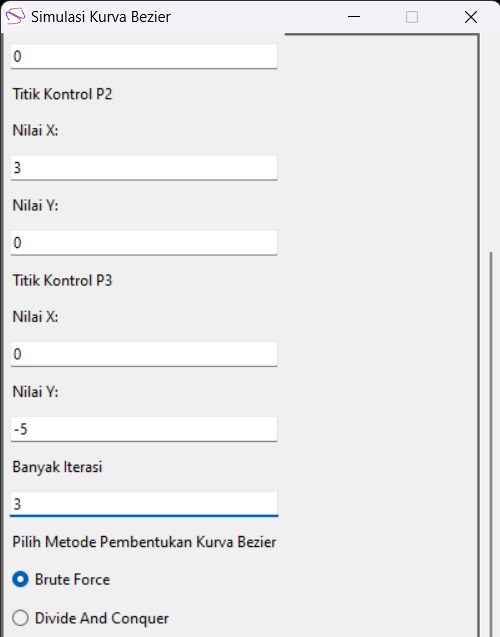 Simulasi Kurva Bezier
0
Titik Kontrol P2
Nilai X:
3
Nilai Y:
0
Titik Kontrol P3
Nilai X:
0
Nilai Y:
-5
Banyak Iterasi
3
Pilih Metode Pembentukan Kurva Bezier
Brute Force
Divide And Conquer